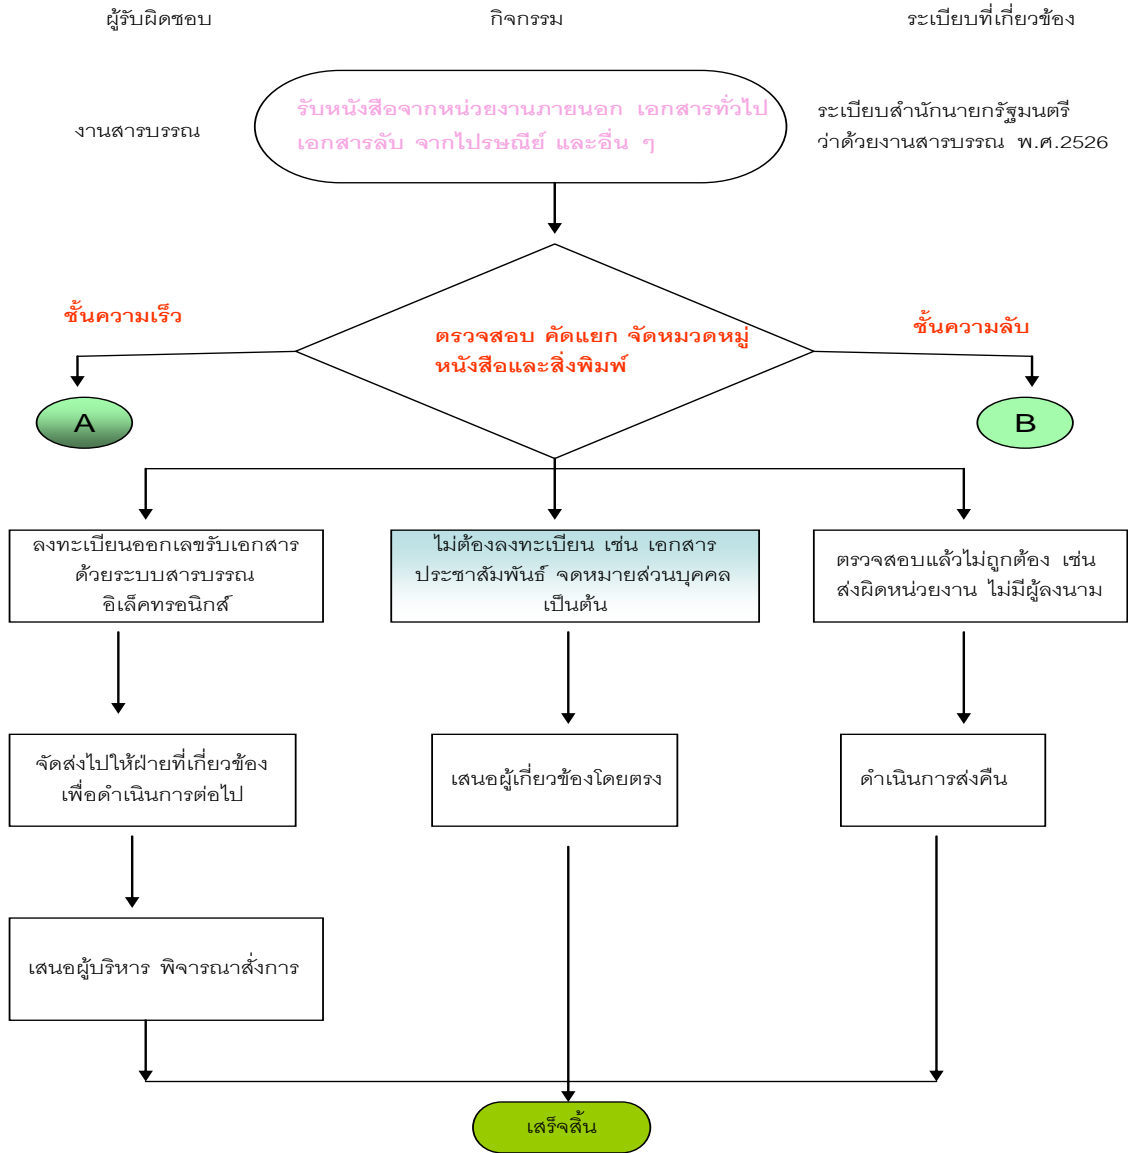 ผู้รับผิดชอบ
กิจกรรม
ระเบียบที่เกี่ยวข้อง
งานสารบรรณ
รับหนังสือจากหน่วยงานภายนอก เอกสารทั่วไป
เอกสารลับ จากไปรษณีย์ และอื่น ๆ
ระเบียบสำนักนายกรัฐมนตรี
ว่าด้วยงานสารบรรณ พ.ศ.2526
ชั้นความเร็ว
ตรวจสอบ คัดแยก จัดหมวดหมู่
หนังสือและสิ่งพิมพ์
ชั้นความลับ
A
B
ลงทะเบียนออกเลขรับเอกสาร
ด้วยระบบสารบรรณ
อิเล็คทรอนิกส์
ไม่ต้องลงทะเบียน เช่น เอกสาร
ประชาสัมพันธ์ จดหมายส่วนบุคคล
เป็นต้น
ตรวจสอบแล้วไม่ถูกต้อง เช่น
ส่งผิดหน่วยงาน ไม่มีผู้ลงนาม
จัดส่งไปให้ฝ่ายที่เกี่ยวข้อง
เพื่อดำเนินการต่อไป
เสนอผู้เกี่ยวข้องโดยตรง
ดำเนินการส่งคืน
เสนอผู้บริหาร พิจารณาสั่งการ
เสร็จสิ้น